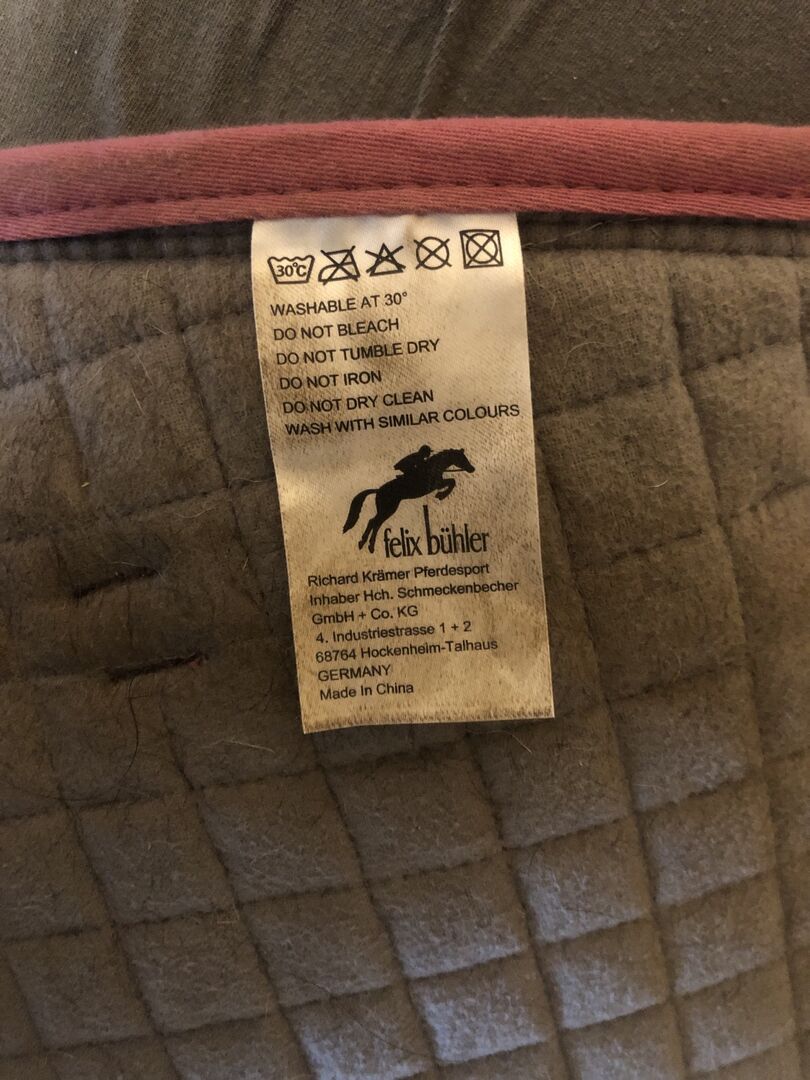 30°C
WASHABLE AT 30°
DO NOT BLEACH
DO NOT TUMBLE DRY
DO NOT IRON
DO NOT DRY CLEAN
WASH WITH SIMILAR COLOURS
felix bühler
Richard Krämer Pferdesport
Inhaber Hch. Schmeckenbecher
GmbH + Co. KG
4. Industriestrasse 1 + 2
68764 Hockenheim-Talhaus
GERMANY
Made In China